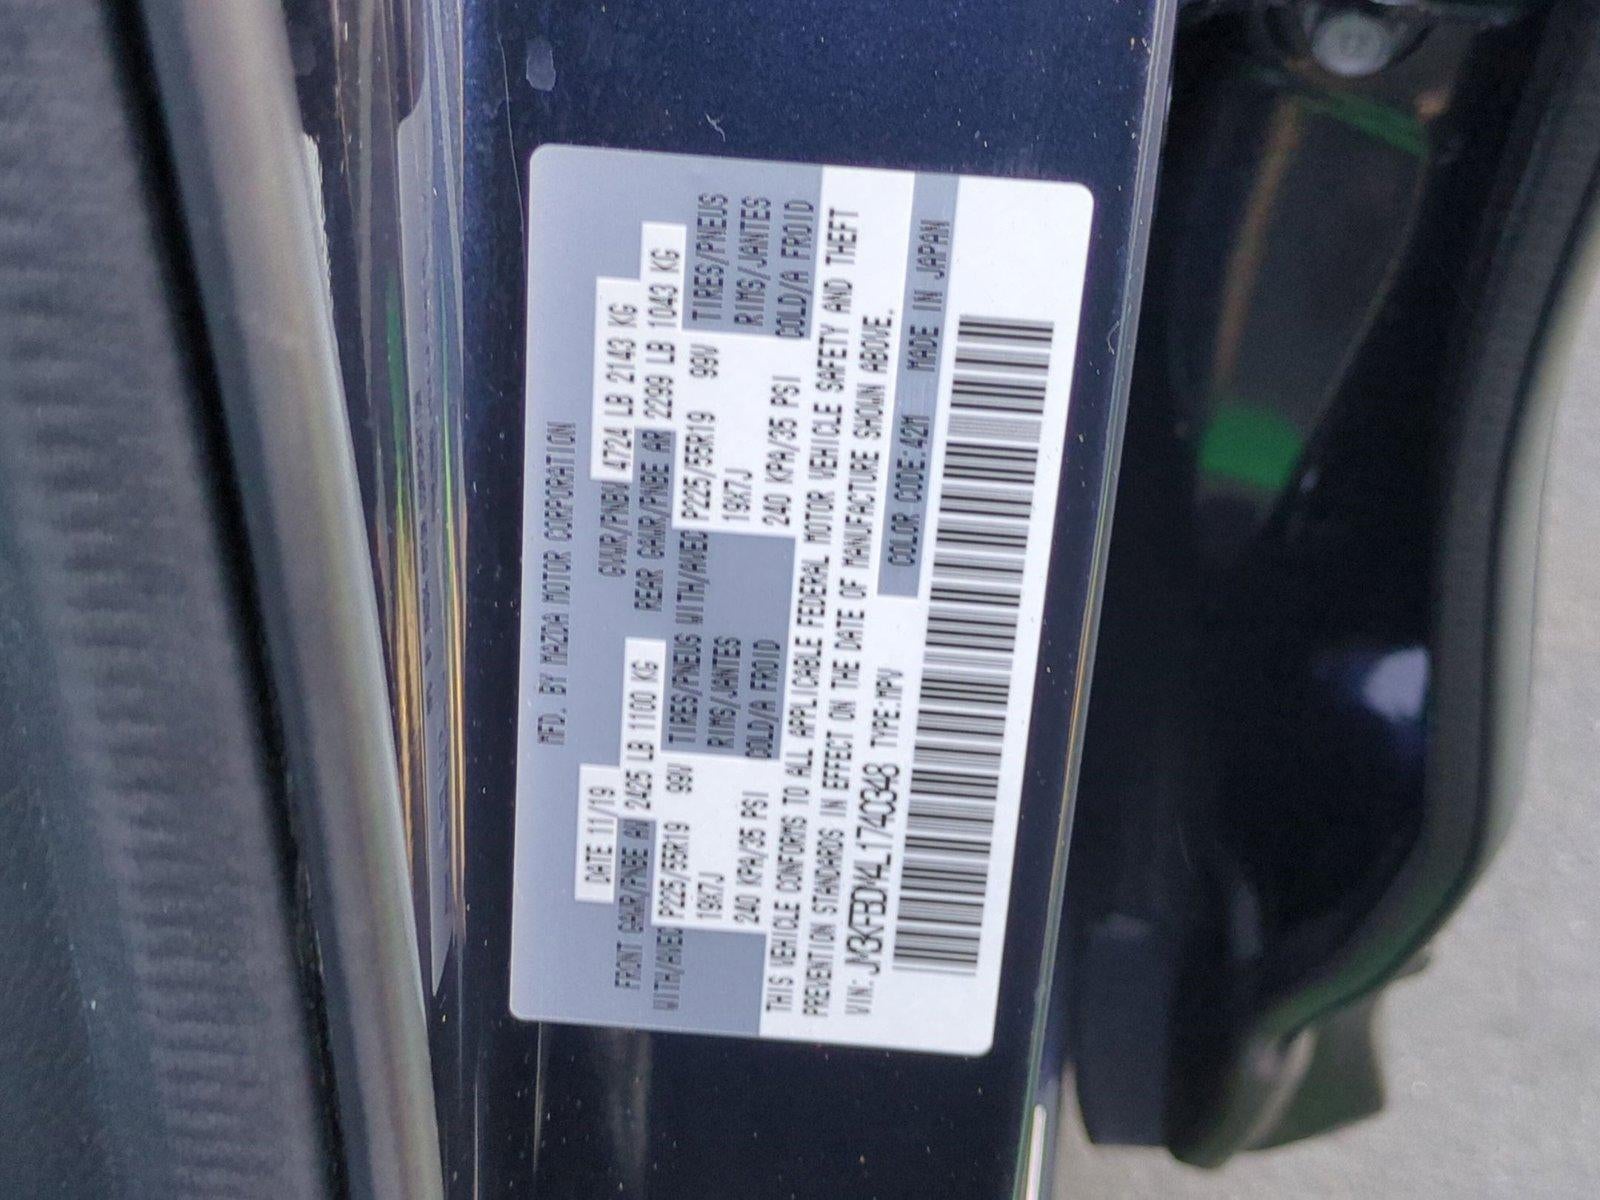 MFD. BY MAZDA MOTOR CORPORATION
DATE 11/19 GVWR/PNBV 4724 LB 2143 KG
FRONT GAWR/PNBE AV 2425 LB 1100 KG REAR GAWR/PNBE AR 2299 LB 1043 KG
WITH/AVEC P225/55R19 99V TIRES/PNEUS WITH/AVEC P225/55R19 99V TIRES/PNEUS
19X7J RIMS/JANTES 19X7J RIMS/JANTES
240 KPA/35 PSI COLD/A FROID 240 KPA/35 PSI COLD/A FROID
THIS VEHICLE CONFORMS TO ALL APPLICABLE FEDERAL MOTOR VEHICLE SAFETY AND THEFT
PREVENTION STANDARDS IN EFFECT ON THE DATE OF MANUFACTURE SHOWN ABOVE.
VIN:JM3KFBDM4L1740348 TYPE:MPV COLOR CODE:42M MADE IN JAPAN